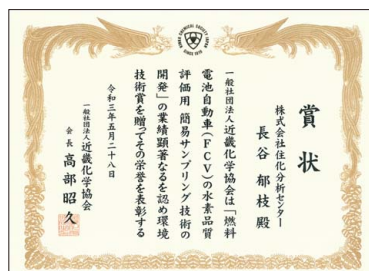 賞状
株式会社住化分析センター
長谷 郁枝 殿
一般社団法人近畿化学協会は「燃料
電池自動車(FCV)の水素品質
評価用 簡易サンプリング技術の
開発」の業績顕著なるを認め環境
技術賞を贈ってその栄誉を表彰する
令和三年五月二十八日
一般社団法人近畿化学協会
会長 高部昭久